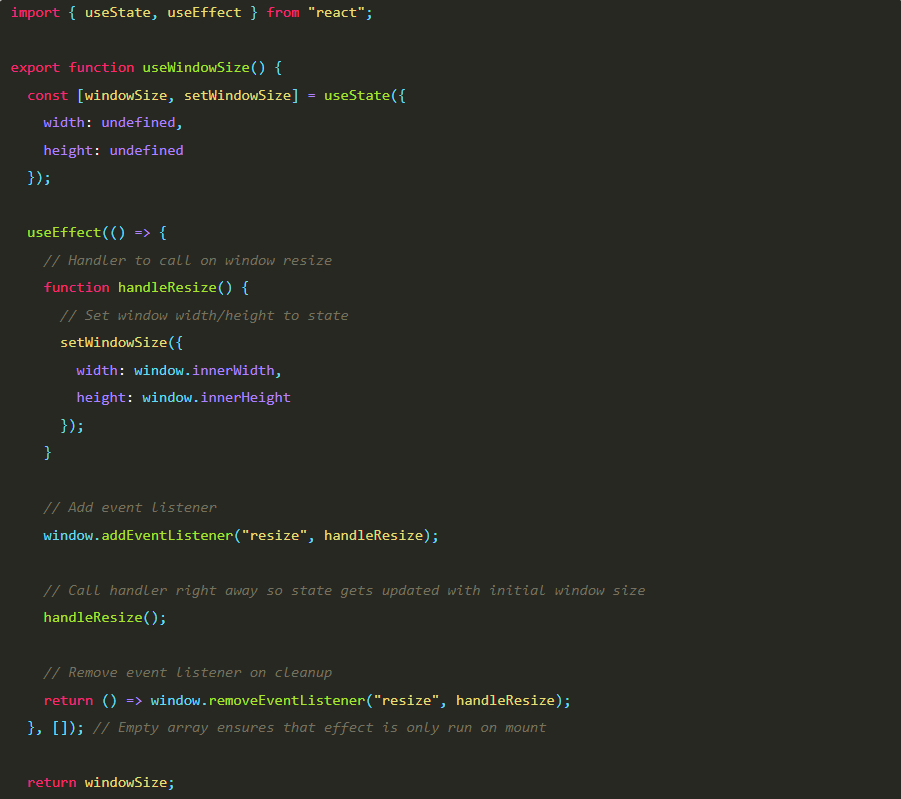 import { useState, useEffect } from "react";
export function useWindowSize() {
const [windowSize, setWindowSize] = useState({
width: undefined,
height: undefined
});
useEffect(() => {
// Handler to call on window resize
function handleResize() {
// Set window width/height to state
setWindowSize({
width: window.innerWidth,
height: window.innerHeight
});
}
// Add event listener
window.addEventListener("resize", handleResize);
// Call handler right away so state gets updated with initial window size
handleResize();
// Remove event listener on cleanup
return () => window.removeEventListener("resize", handleResize);
}, []); // Empty array ensures that effect is only run on mount
return windowSize;